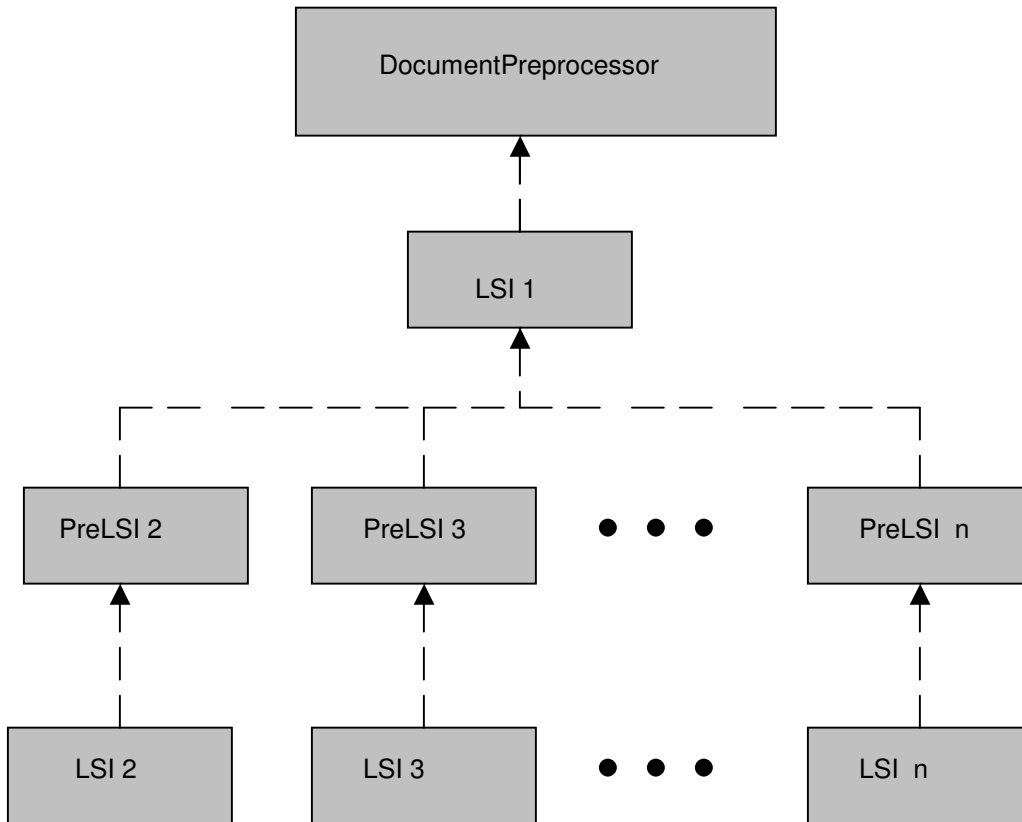 DocumentPreprocessor
LSI 1
PreLSI 2 PreLSI 3 PreLSI n
LSI 2 LSI 3 LSI n